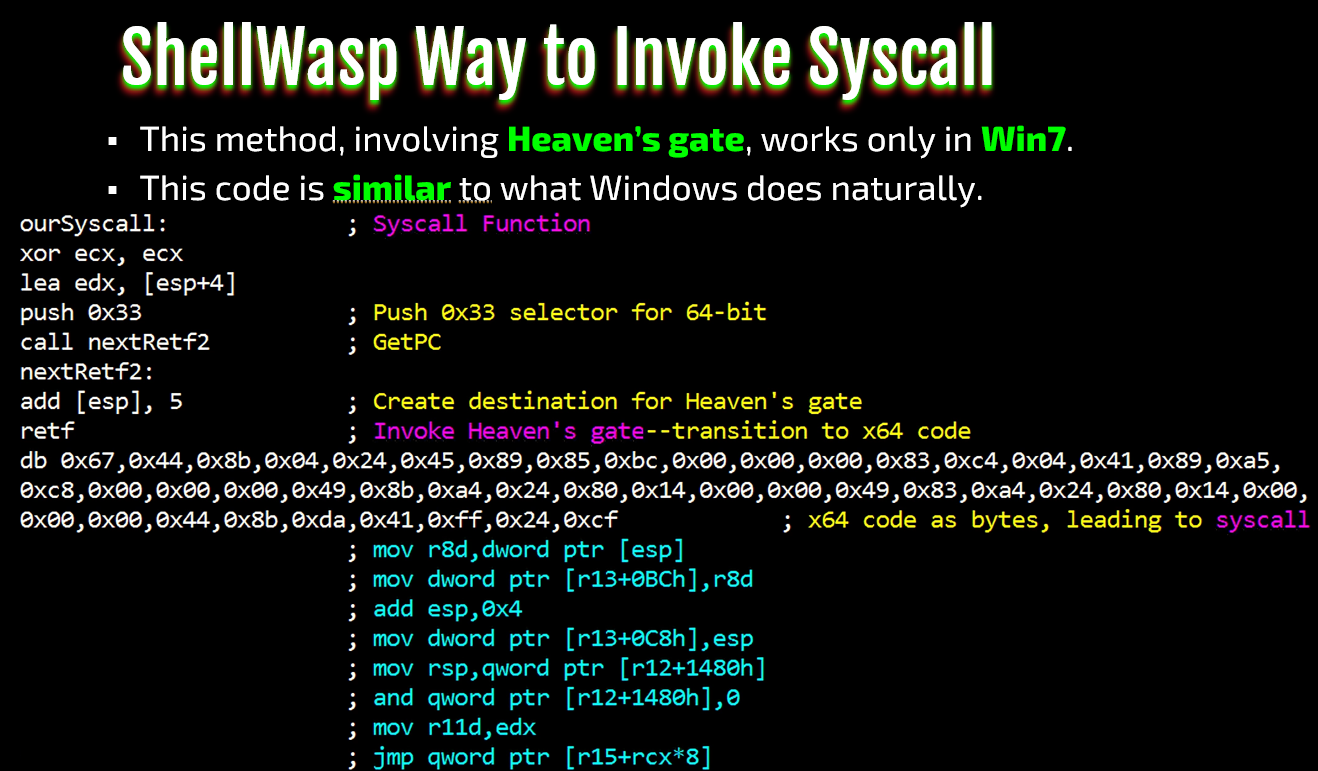 ShellWasp Way to Invoke Syscall
▪ This method, involving Heaven's gate, works only in Win7.
▪ This code is similar to what Windows does naturally.
ourSyscall: ; Syscall Function
xor ecx, ecx
lea edx, [esp+4]
push 0x33 ; Push 0x33 selector for 64-bit
call nextRetf2 ; GetPC
nextRetf2:
add [esp], 5 ; Create destination for Heaven's gate
retf ; Invoke Heaven's gate--transition to x64 code
db 0x67,0x44,0x8b,0x04,0x24,0x45,0x89,0x85,0xbc,0x00,0x00,0x00,0x83,0xc4,0x04,0x41,0x89,0xa5,
0xc8,0x00,0x00,0x00,0x49,0x8b,0xa4,0x24,0x80,0x14,0x00,0x00,0x49,0x83,0xa4,0x24,0x80,0x14,0x00,
0x00,0x00,0x44,0x8b,0xda,0x41,0xff,0x24,0xcf ; x64 code as bytes, leading to syscall
; mov r8d,dword ptr [esp]
; mov dword ptr [r13+0BCh],r8d
; add esp,0x4
; mov dword ptr [r13+0C8h],esp
; mov rsp,qword ptr [r12+1480h]
; and qword ptr [r12+1480h],0
; mov r11d,edx
; jmp qword ptr [r15+rcx*8]